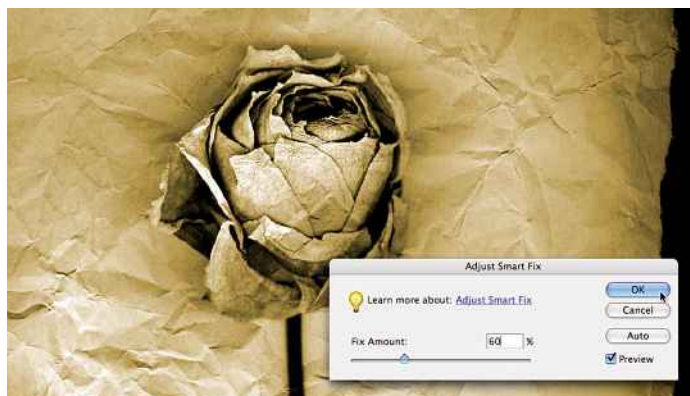 Adjust Smart Fix
Learn more about: Adjust Smart Fix
OK
Cancel
Fix Amount: 60 %
Auto
Preview